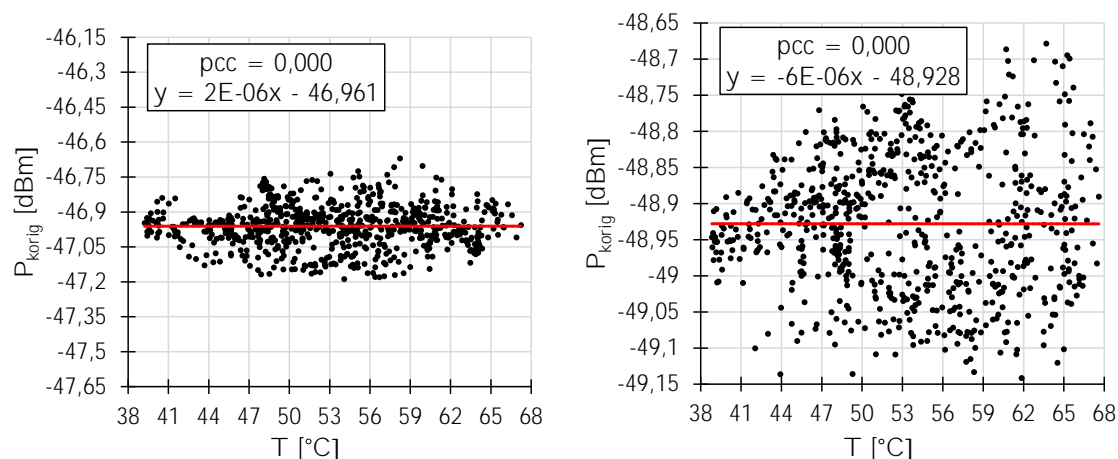 pcc = 0,000
y = 2E-06x - 46,961
-46,15
-46,3
-46,45
-46,6
-46,75
-46,9
-47,05
-47,2
-47,35
-47,5
-47,65
P_korig [dBm]
38 41 44 47 50 53 56 59 62 65 68
T [°C]
pcc = 0,000
y = -6E-06x - 48,928
-48,65
-48,7
-48,75
-48,8
-48,85
-48,9
-48,95
-49
-49,05
-49,1
-49,15
P_korig [dBm]
38 41 44 47 50 53 56 59 62 65 68
T [°C]